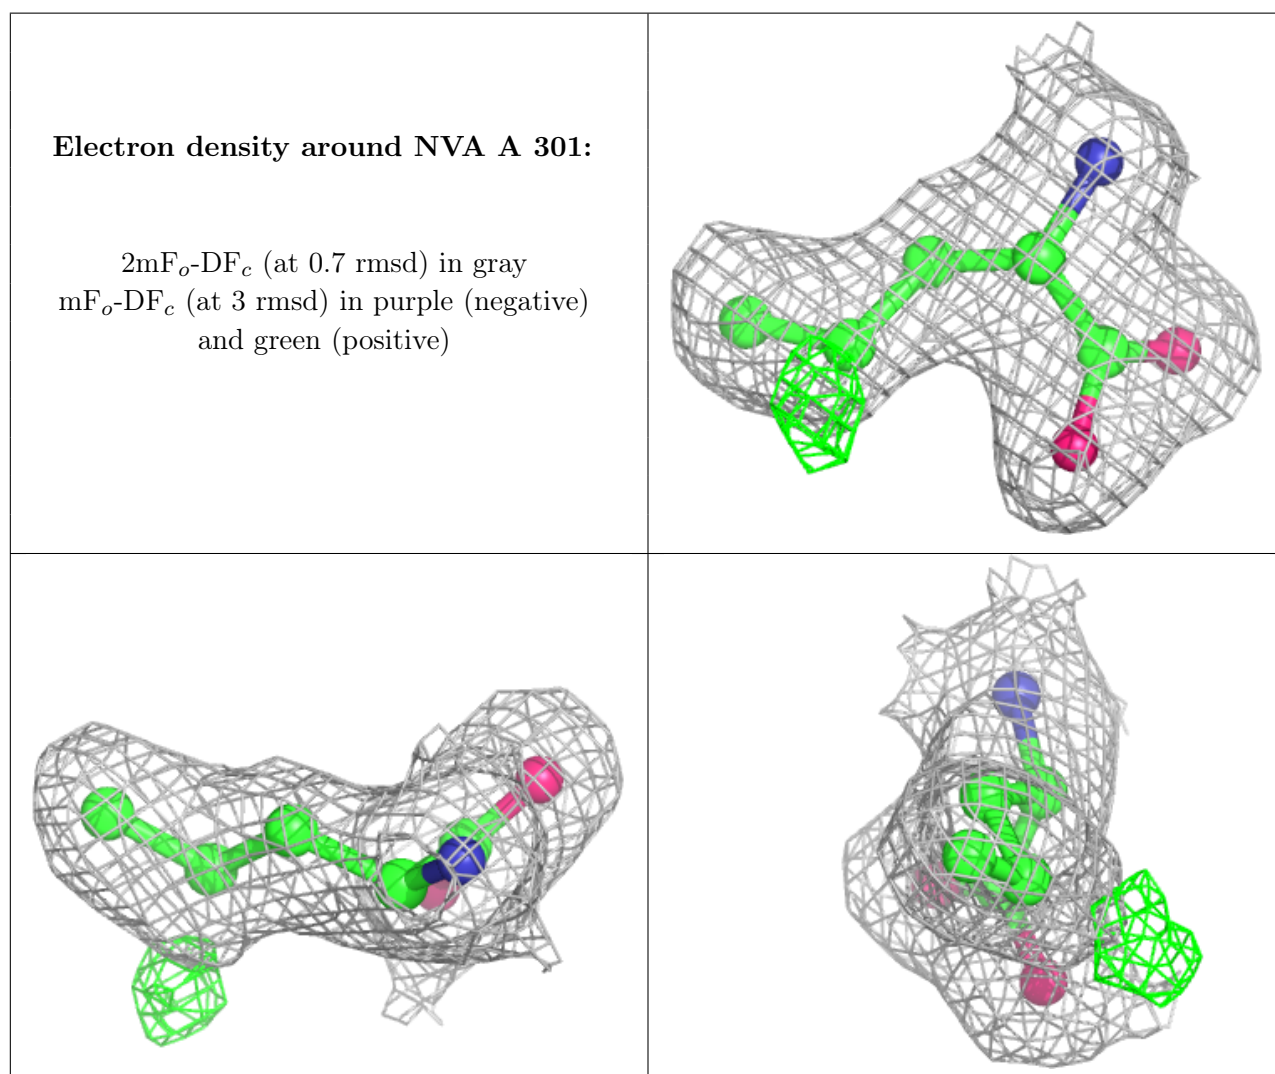 Electron density around NVA A 301:
2mFo-DFc (at 0.7 rmsd) in gray
mFo-DFc (at 3 rmsd) in purple (negative)
and green (positive)